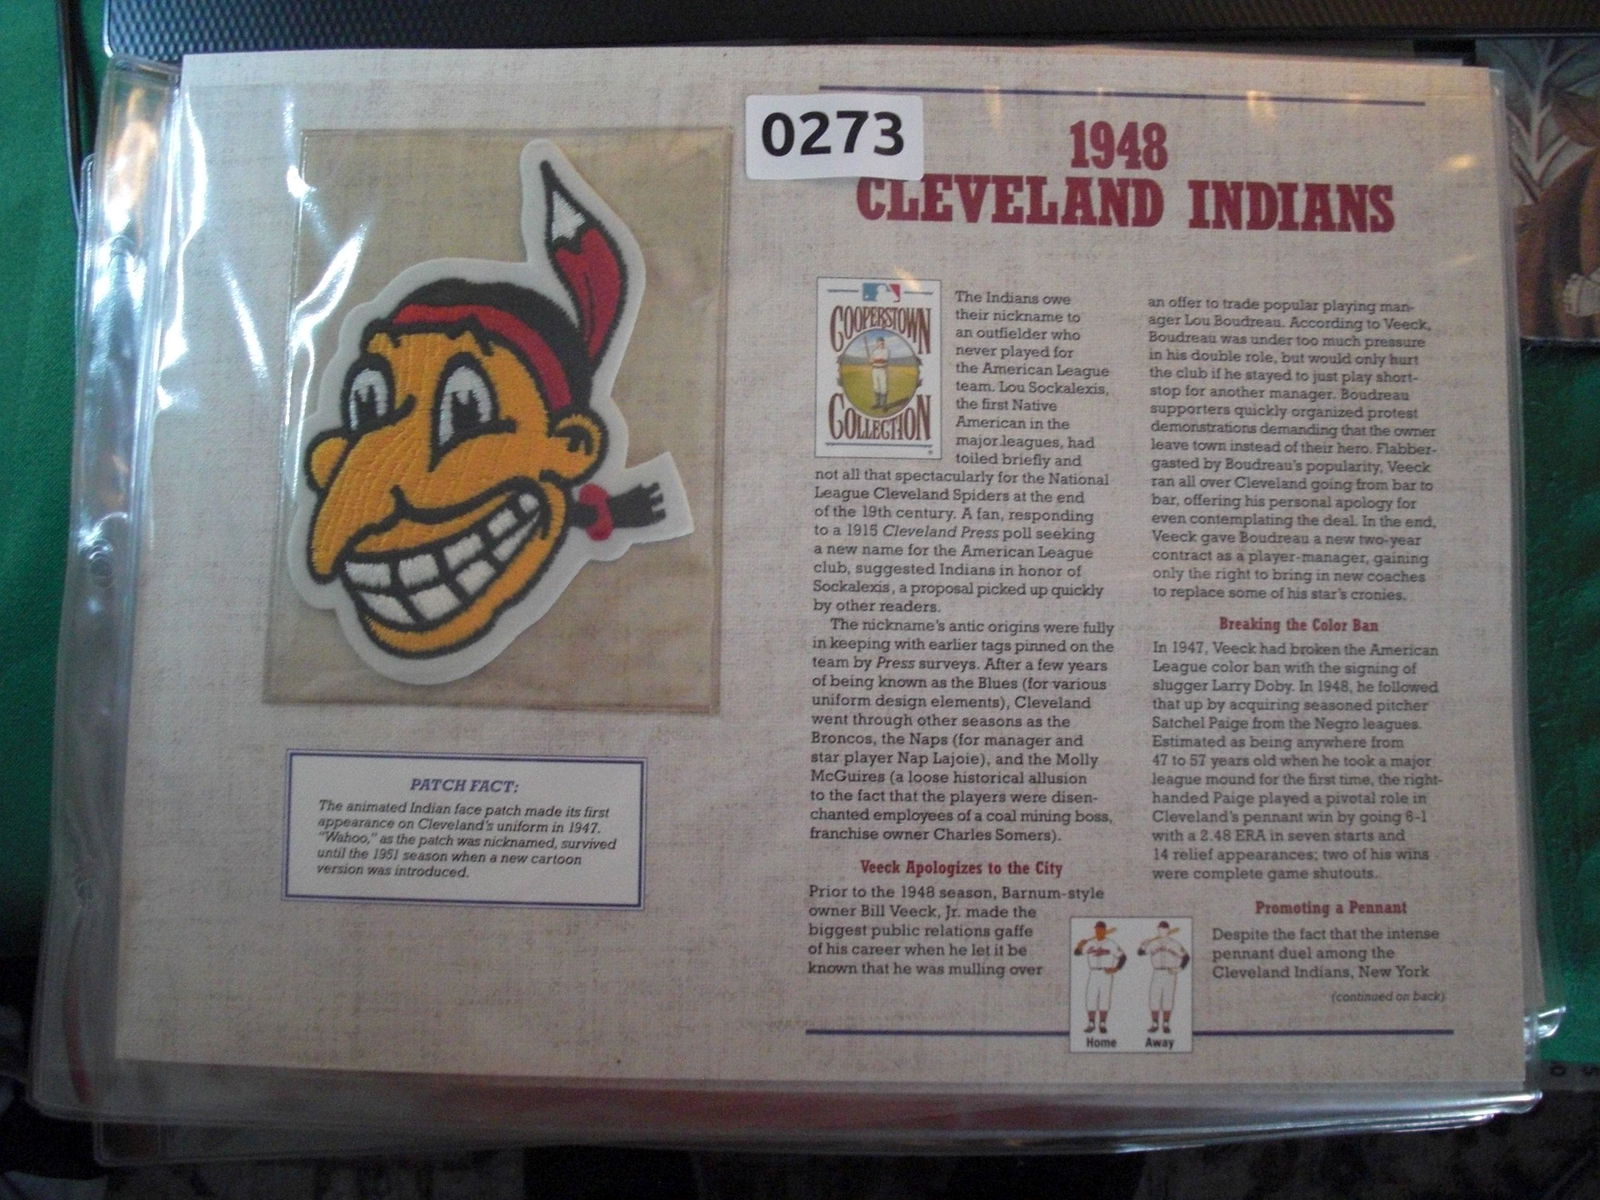 0273
1948
CLEVELAND INDIANS
COOPERSTOWN
COLLECTION
The Indians owe
their nickname to
an outfielder who
never played for
the American League
team. Lou Sockalexis,
the first Native
American in the
major leagues, had
toiled briefly and
not all that spectacularly for the National
League Cleveland Spiders at the end
of the 19th century. A fan, responding
to a 1915 Cleveland Press poll seeking
a new name for the American League
club, suggested Indians in honor of
Sockalexis, a proposal picked up quickly
by other readers.
The nickname's antic origins were fully
in keeping with earlier tags pinned on the
team by Press surveys. After a few years
of being known as the Blues (for various
uniform design elements), Cleveland
went through other seasons as the
Broncos, the Naps (for manager and
star player Nap Lajoie), and the Molly
McGuires (a loose historical allusion
to the fact that the players were disen-
chanted employees of a coal mining boss,
franchise owner Charles Somers).
Veeck Apologizes to the City
Prior to the 1948 season, Barnum-style
owner Bill Veeck, Jr. made the
biggest public relations gaffe
of his career when he let it be
known that he was mulling over
an offer to trade popular playing man-
ager Lou Boudreau. According to Veeck,
Boudreau was under too much pressure
in his double role, but would only hurt
the club if he stayed to just play short-
stop for another manager. Boudreau
supporters quickly organized protest
demonstrations demanding that the owner
leave town instead of their hero. Flabber-
gasted by Boudreau's popularity, Veeck
ran all over Cleveland going from bar to
bar, offering his personal apology for
even contemplating the deal. In the end,
Veeck gave Boudreau a new two-year
contract as a player-manager, gaining
only the right to bring in new coaches
to replace some of his star's cronies.
Breaking the Color Ban
In 1947, Veeck had broken the American
League color ban with the signing of
slugger Larry Doby. In 1948, he followed
that up by acquiring seasoned pitcher
Satchel Paige from the Negro leagues.
Estimated as being anywhere from
47 to 57 years old when he took a major
league mound for the first time, the right-
handed Paige played a pivotal role in
Cleveland's pennant win by going 6-1
with a 2.48 ERA in seven starts and
14 relief appearances; two of his wins
were complete game shutouts.
Promoting a Pennant
Despite the fact that the intense
pennant duel among the
Cleveland Indians, New York
(continued on back)
Home Away
PATCH FACT:
The animated Indian face patch made its first
appearance on Cleveland's uniform in 1947.
"Wahoo," as the patch was nicknamed, survived
until the 1951 season when a new cartoon
version was introduced.